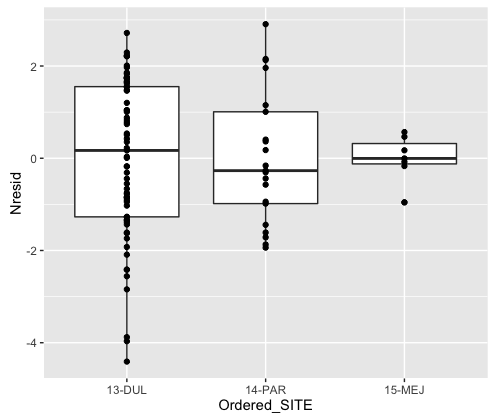 2
0
-2
-4
Nresid
13-DUL 14-PAR 15-MEJ
Ordered_SITE